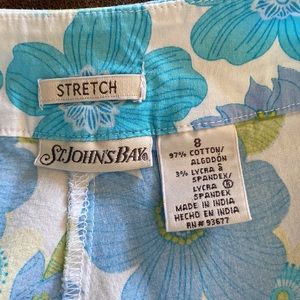 STRETCH
ST. JOHN'S BAY®
8
97% COTTON/
ALGODÓN
3% LYCRA ®
SPANDEX/
LYCRA ®
SPANDEX
MADE IN INDIA
HECHO EN INDIA
RN# 93677